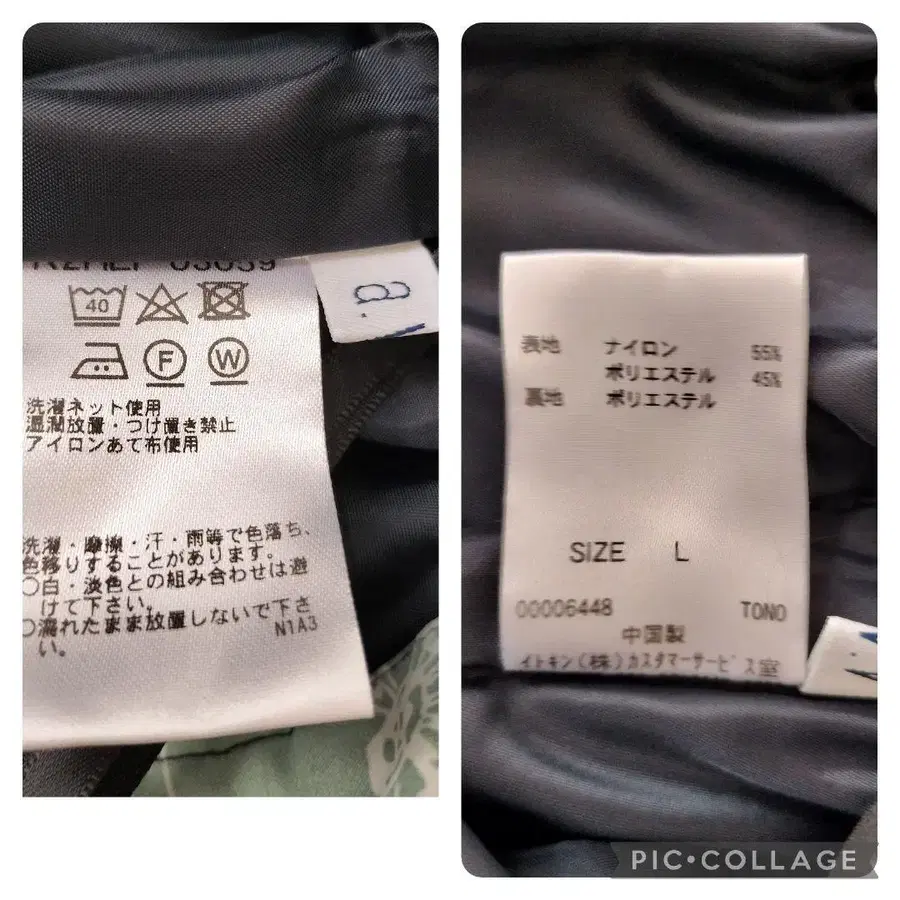 40
F
W
洗濯ネット使用
湿潤放置・つけ置き禁止
アイロンあて布使用
洗濯・摩擦・汗・雨等で色落ち、
色移りすることがあります。
○白・淡色との組み合わせは避
けて下さい。
○濡れたまま放置しないで下さ
い。
N1A3
表地 ナイロン 55%
ポリエステル 45%
裏地 ポリエステル
SIZE L
00006448 TONO
中国製
イトキン(株)カスタマーサービス室
PIC•COLLAGE